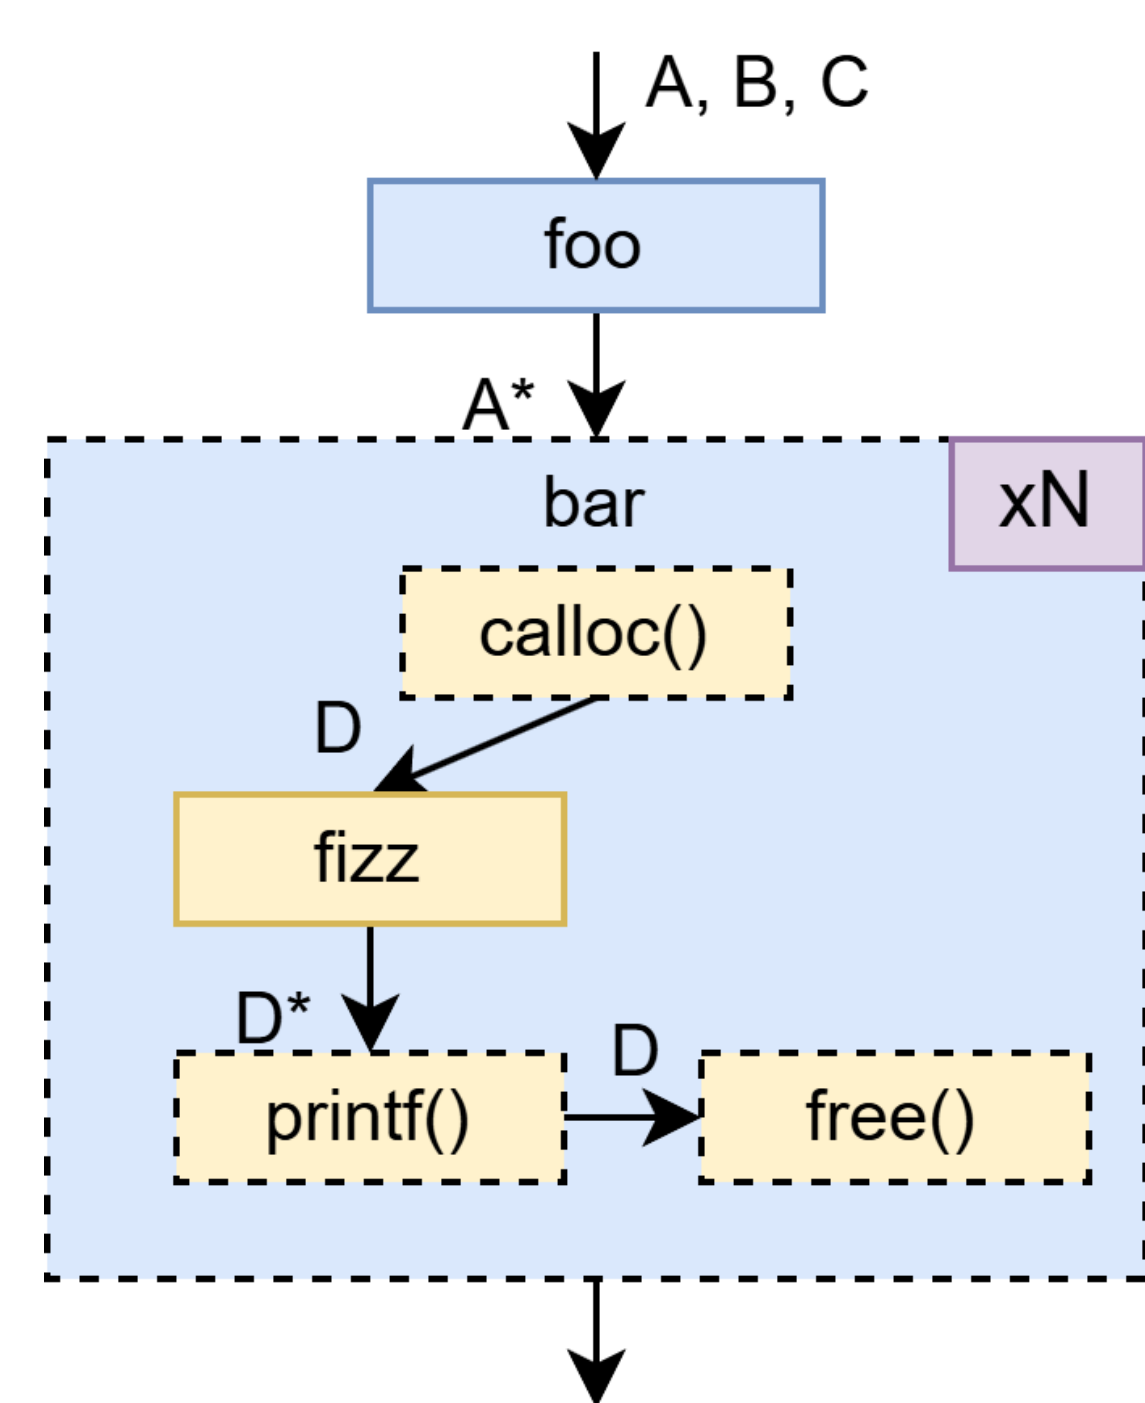 A, B, C
foo
A*
bar
xN
calloc()
D
fizz
D*
D
printf()
free()